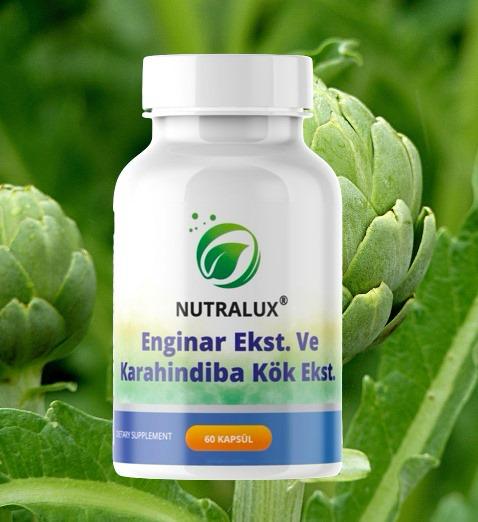 NUTRALUX®
Enginar Ekst. Ve
Karahindiba Kök Ekst.
DIETARY SUPPLEMENT
60 KAPSÜL